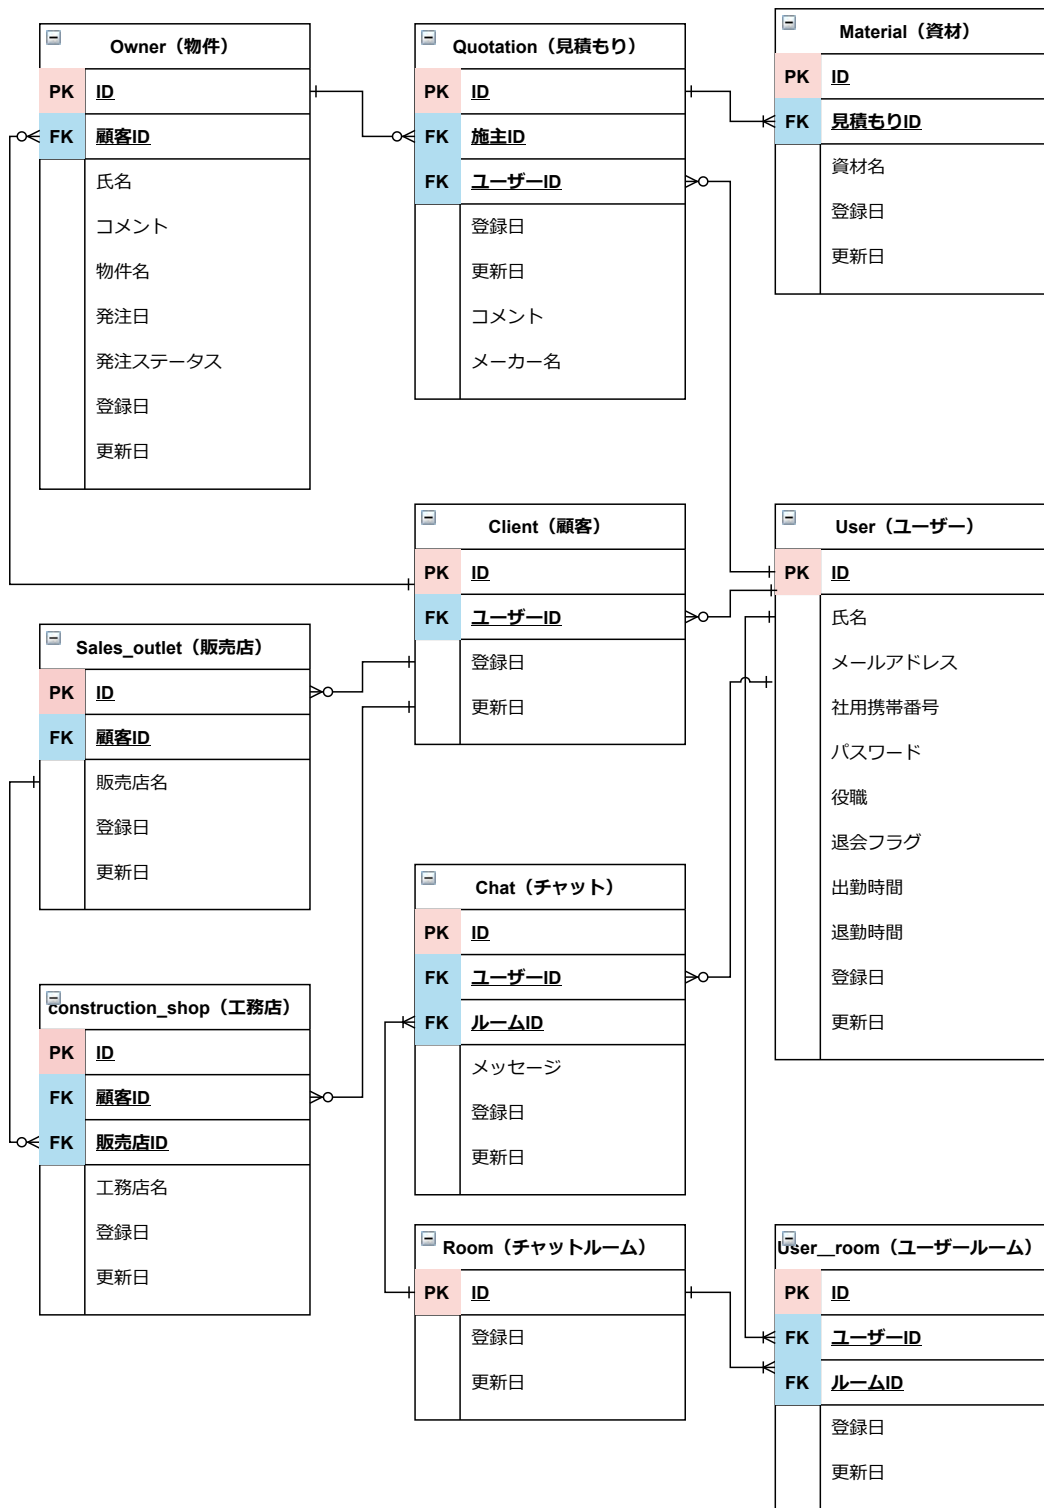 Owner（物件）
PK ID
FK 顧客ID
氏名
コメント
物件名
発注日
発注ステータス
登録日
更新日
Quotation（見積もり）
PK ID
FK 施主ID
FK ユーザーID
登録日
更新日
コメント
メーカー名
Material（資材）
PK ID
FK 見積もりID
資材名
登録日
更新日
Client（顧客）
PK ID
FK ユーザーID
登録日
更新日
User（ユーザー）
PK ID
氏名
メールアドレス
社用携帯番号
パスワード
役職
退会フラグ
出勤時間
退勤時間
登録日
更新日
Sales_outlet（販売店）
PK ID
FK 顧客ID
販売店名
登録日
更新日
Chat（チャット）
PK ID
FK ユーザーID
FK ルームID
メッセージ
登録日
更新日
construction_shop（工務店）
PK ID
FK 顧客ID
FK 販売店ID
工務店名
登録日
更新日
Room（チャットルーム）
PK ID
登録日
更新日
User__room（ユーザールーム）
PK ID
FK ユーザーID
FK ルームID
登録日
更新日